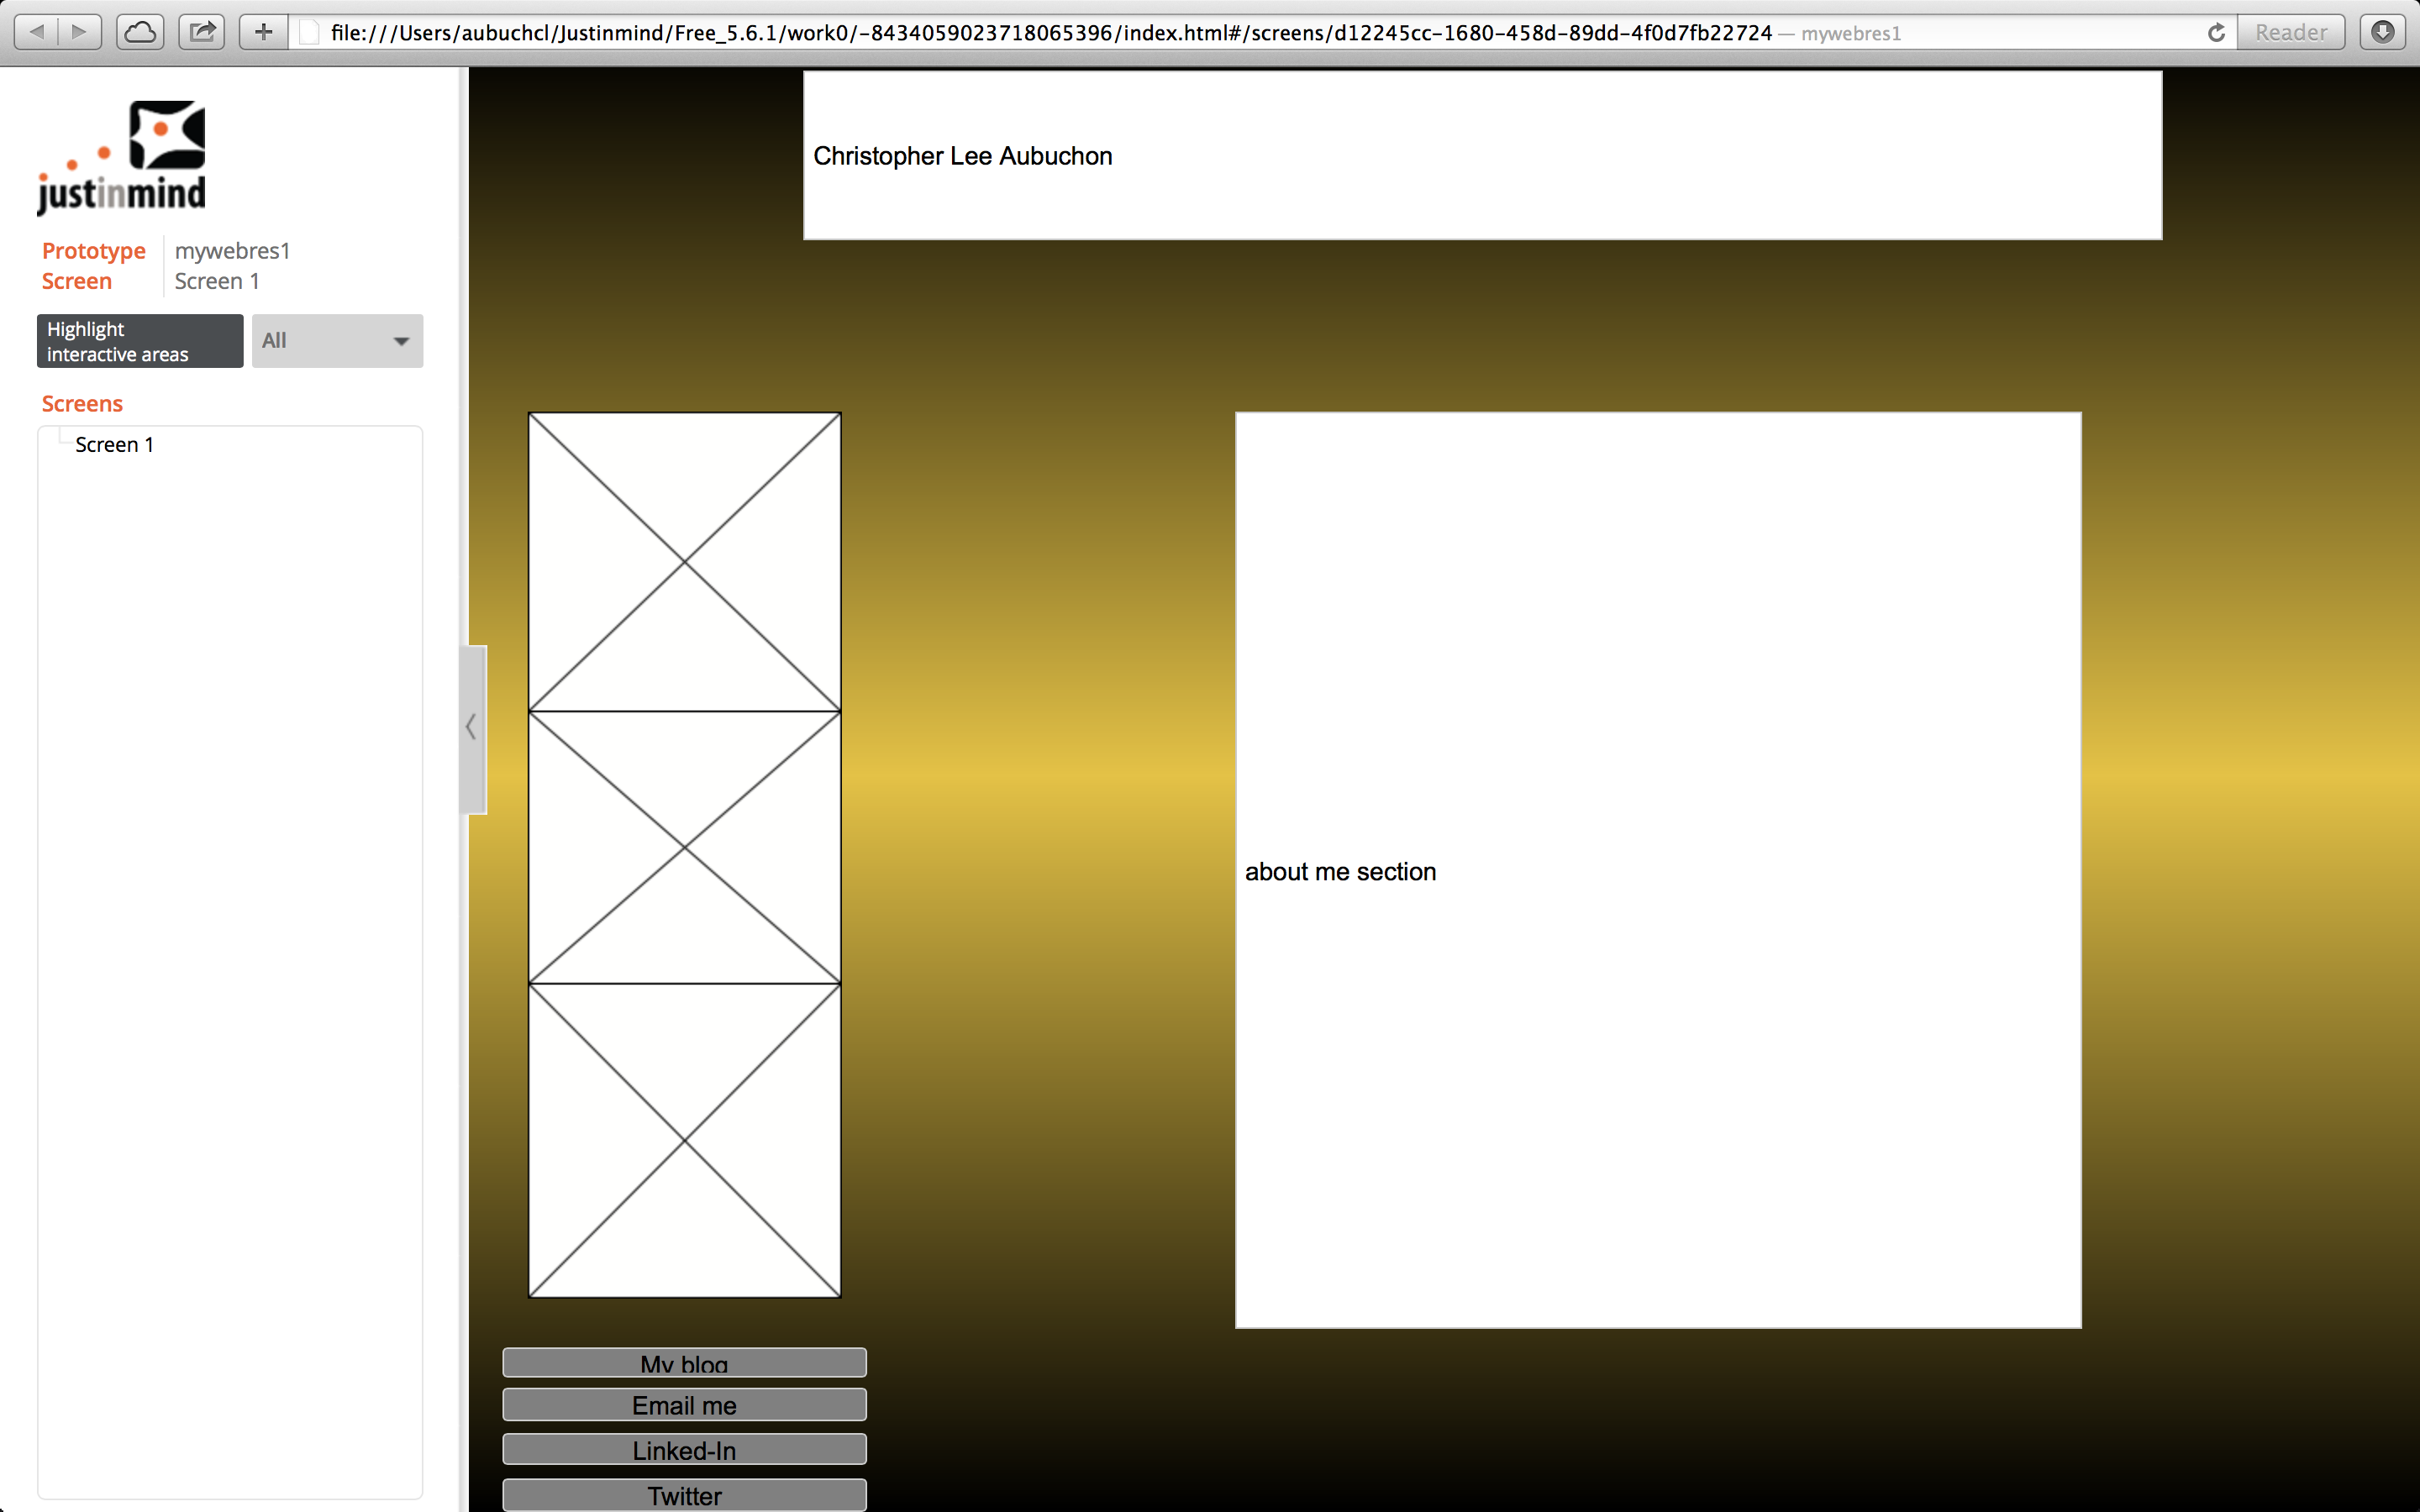 file:///Users/aubuchcl/Justinmind/Free_5.6.1/work0/-8434059023718065396/index.html#/screens/d12245cc-1680-458d-89dd-4f0d7fb22724 — mywebres1
Reader
justinmind
Prototype mywebres1
Screen Screen 1
Highlight
interactive areas
All
Screens
Screen 1
Christopher Lee Aubuchon
about me section
My blog
Email me
Linked-In
Twitter